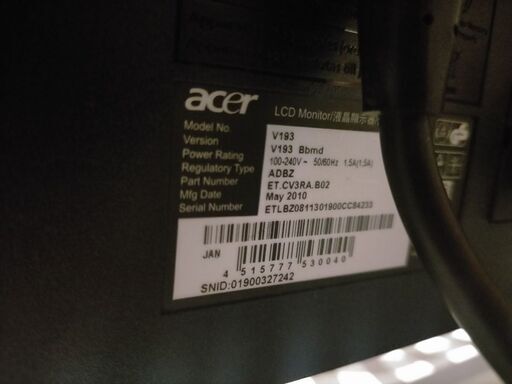 acer
LCD Monitor/液晶顯示器
Model No. V193
Version V193 Bbmd
Power Rating 100-240V~ 50/60Hz 1.5A(1.5A)
Regulatory Type ADBZ
Part Number ET.CV3RA.B02
Mfg Date May 2010
Serial Number ETLBZ0811301900CC84233
JAN
4 515777 530040
SNID:01900327242